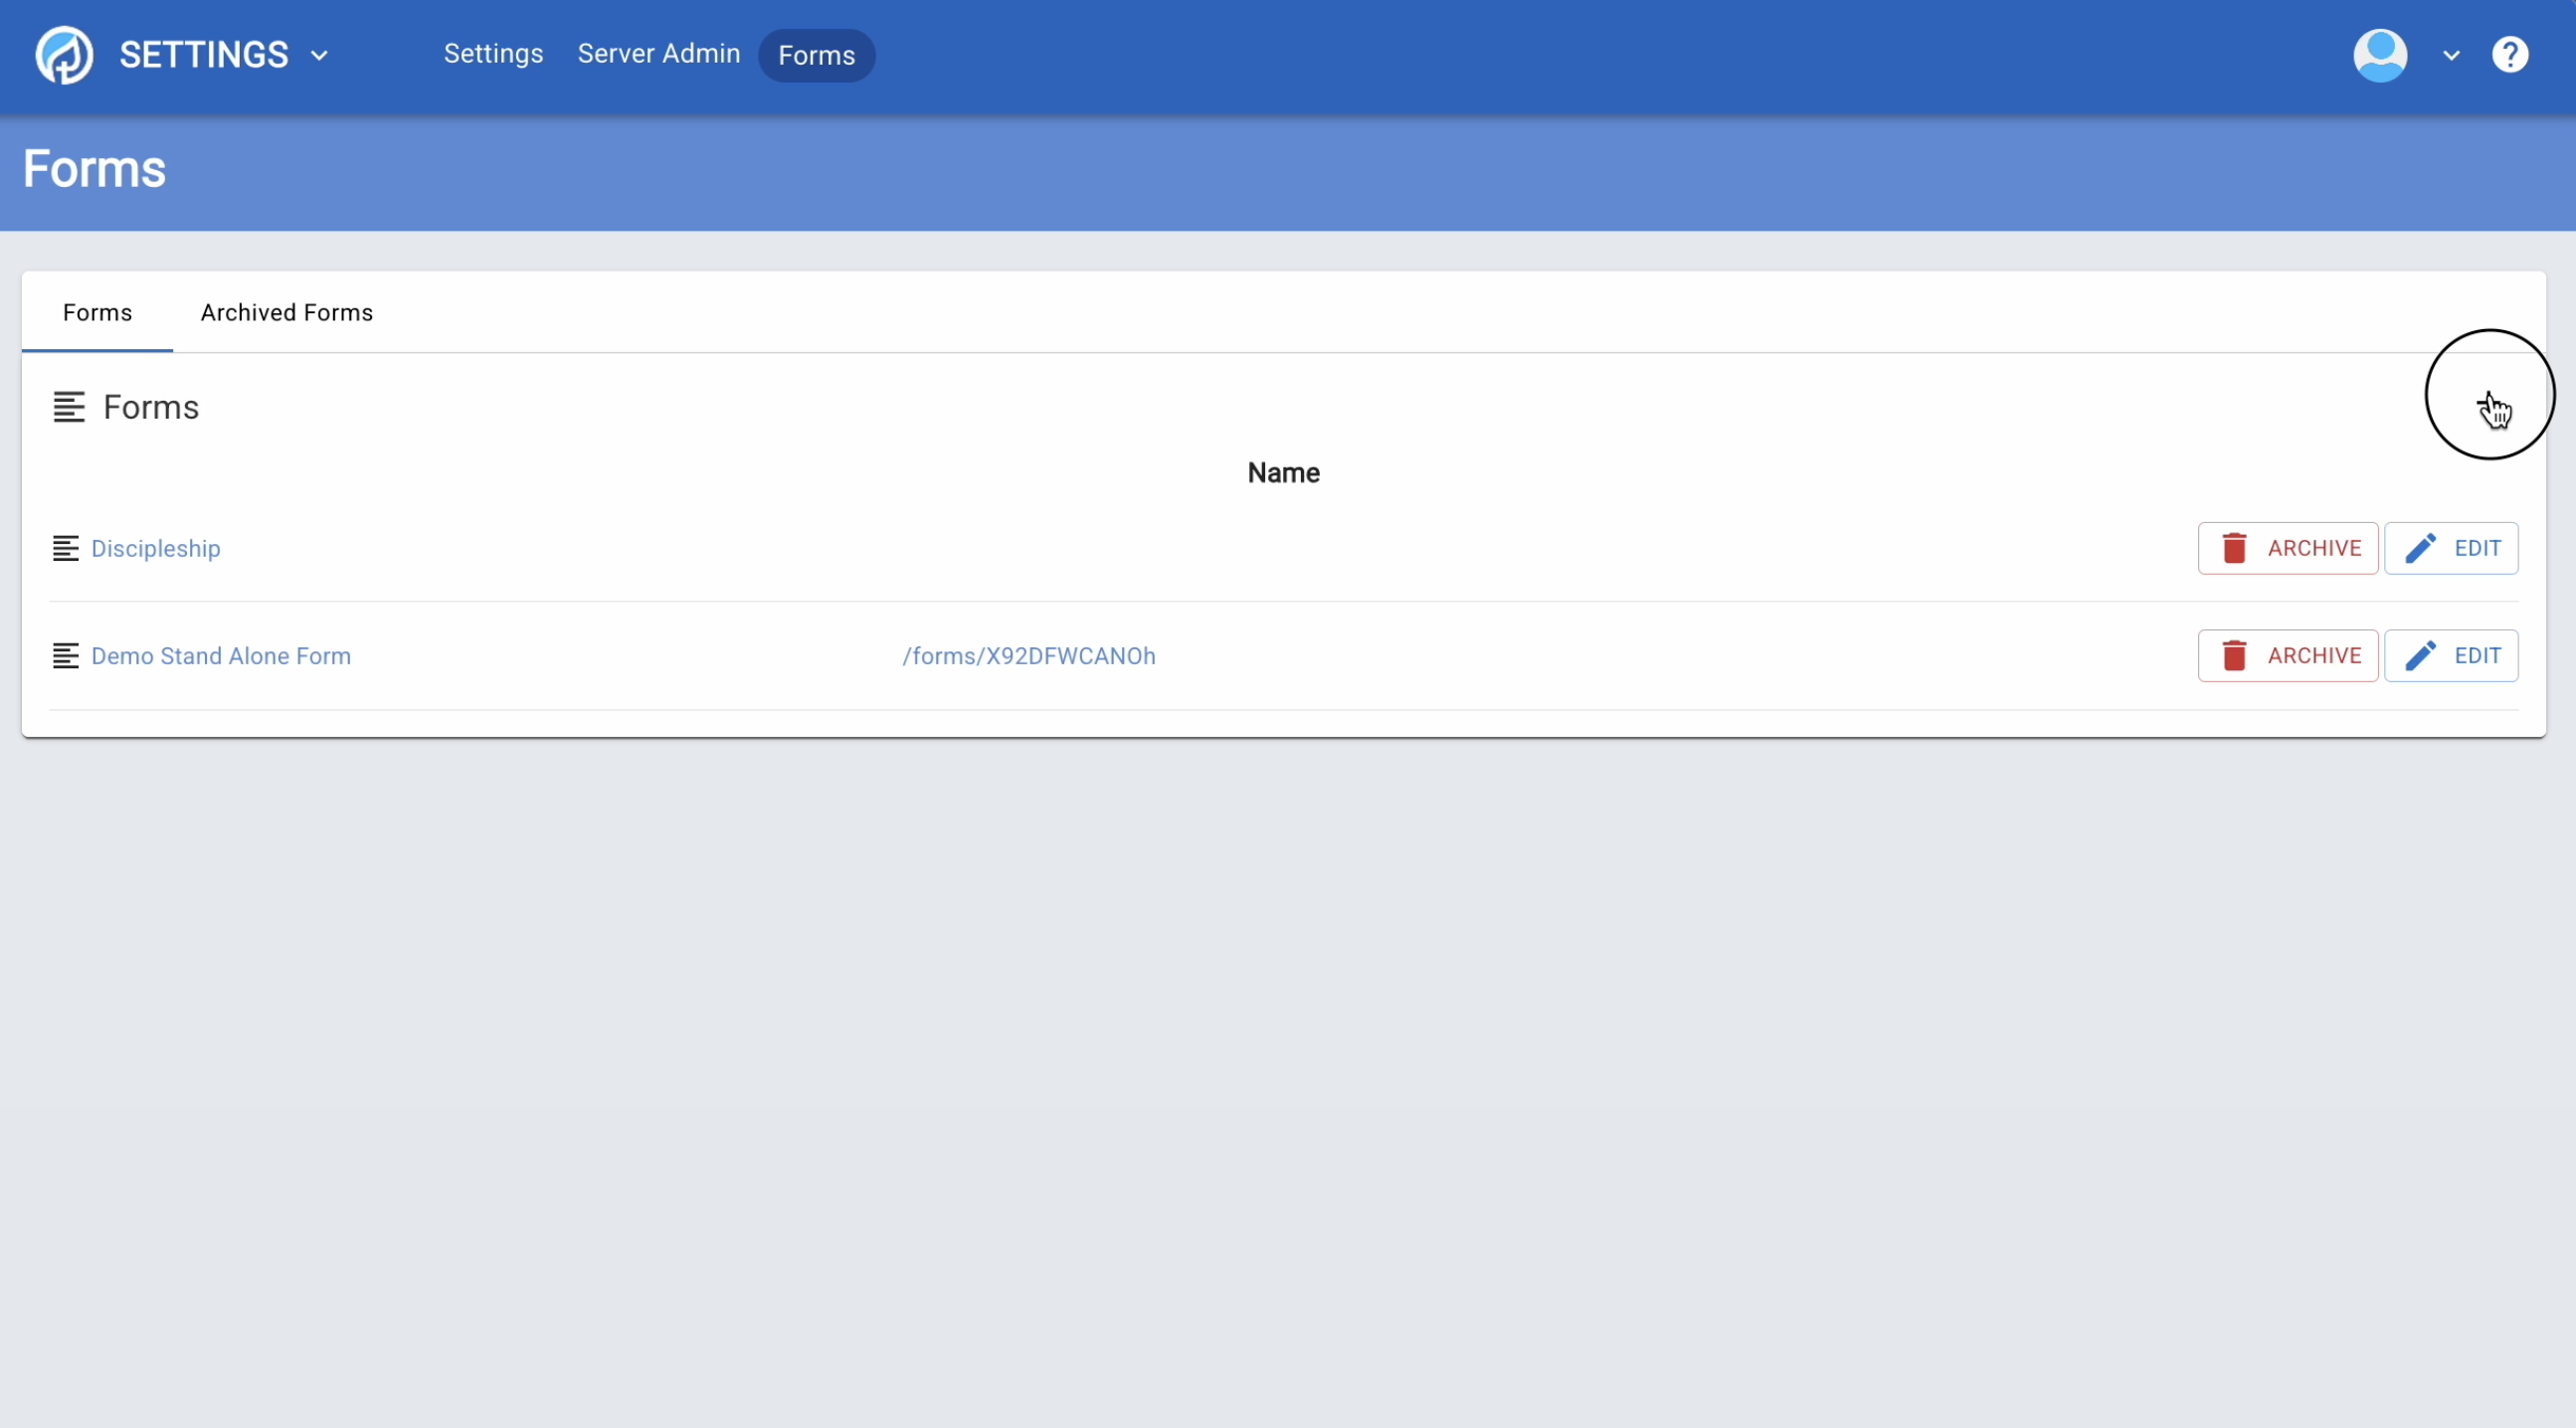 SETTINGS
Settings
Server Admin
Forms
Forms
Forms
Archived Forms
Forms
Name
Discipleship
ARCHIVE
EDIT
Demo Stand Alone Form
/forms/X92DFWCANOh
ARCHIVE
EDIT